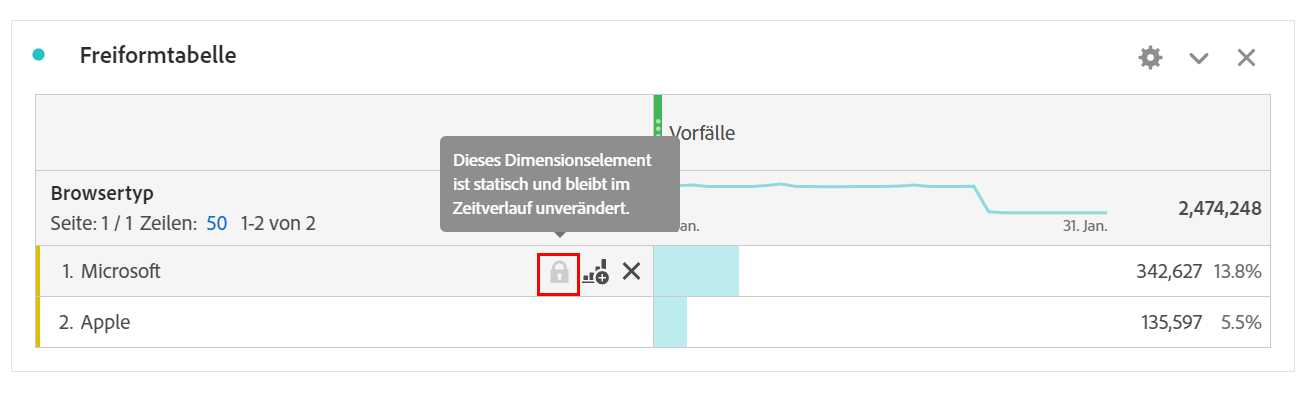 Freiformtabelle
Vorfälle
Dieses Dimensionselement
ist statisch und bleibt im
Zeitverlauf unverändert.
Browsertyp
Seite: 1 / 1 Zeilen: 50 1-2 von 2
31. Jan.
2,474,248
1. Microsoft
342,627 13.8%
2. Apple
135,597 5.5%